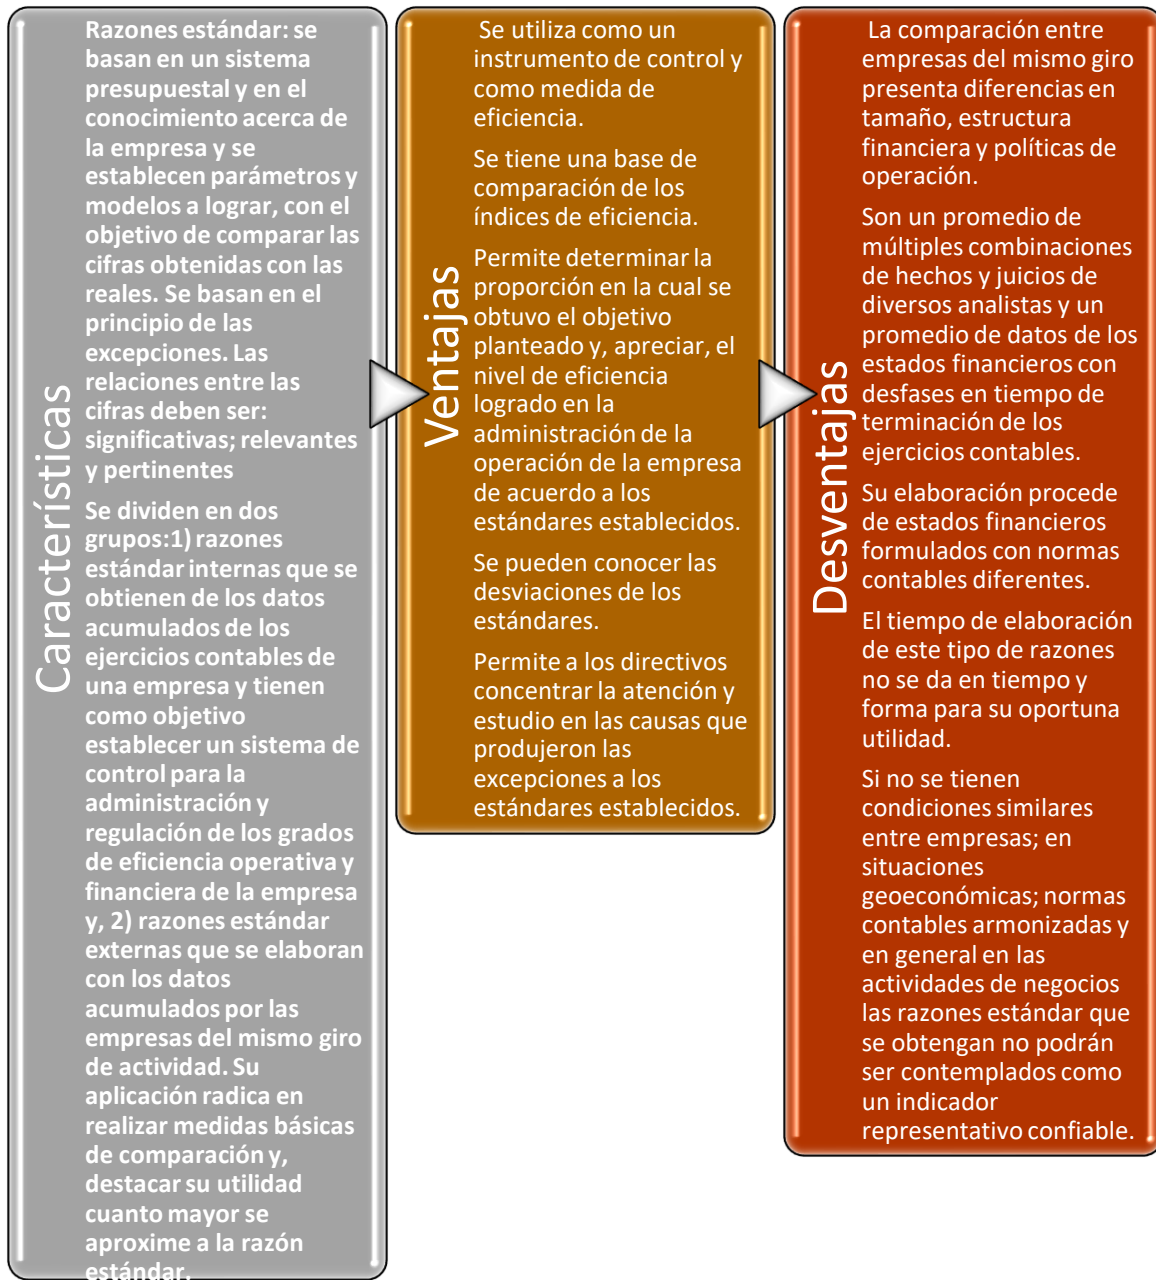 Características
Razones estándar: se
basan en un sistema
presupuestal y en el
conocimiento acerca de
la empresa y se
establecen parámetros y
modelos a lograr, con el
objetivo de comparar las
cifras obtenidas con las
reales. Se basan en el
principio de las
excepciones. Las
relaciones entre las
cifras deben ser:
significativas; relevantes
y pertinentes
Se dividen en dos
grupos:1) razones
estándar internas que se
obtienen de los datos
acumulados de los
ejercicios contables de
una empresa y tienen
como objetivo
establecer un sistema de
control para la
administración y
regulación de los grados
de eficiencia operativa y
financiera de la empresa
y, 2) razones estándar
externas que se elaboran
con los datos
acumulados por las
empresas del mismo giro
de actividad. Su
aplicación radica en
realizar medidas básicas
de comparación y,
destacar su utilidad
cuanto mayor se
aproxime a la razón
estándar.
Ventajas
Se utiliza como un
instrumento de control y
como medida de
eficiencia.
Se tiene una base de
comparación de los
índices de eficiencia.
Permite determinar la
proporción en la cual se
obtuvo el objetivo
planteado y, apreciar, el
nivel de eficiencia
logrado en la
administración de la
operación de la empresa
de acuerdo a los
estándares establecidos.
Se pueden conocer las
desviaciones de los
estándares.
Permite a los directivos
concentrar la atención y
estudio en las causas que
produjeron las
excepciones a los
estándares establecidos.
Desventajas
La comparación entre
empresas del mismo giro
presenta diferencias en
tamaño, estructura
financiera y políticas de
operación.
Son un promedio de
múltiples combinaciones
de hechos y juicios de
diversos analistas y un
promedio de datos de los
estados financieros con
desfases en tiempo de
terminación de los
ejercicios contables.
Su elaboración procede
de estados financieros
formulados con normas
contables diferentes.
El tiempo de elaboración
de este tipo de razones
no se da en tiempo y
forma para su oportuna
utilidad.
Si no se tienen
condiciones similares
entre empresas; en
situaciones
geoeconómicas; normas
contables armonizadas y
en general en las
actividades de negocios
las razones estándar que
se obtengan no podrán
ser contemplados como
un indicador
representativo confiable.